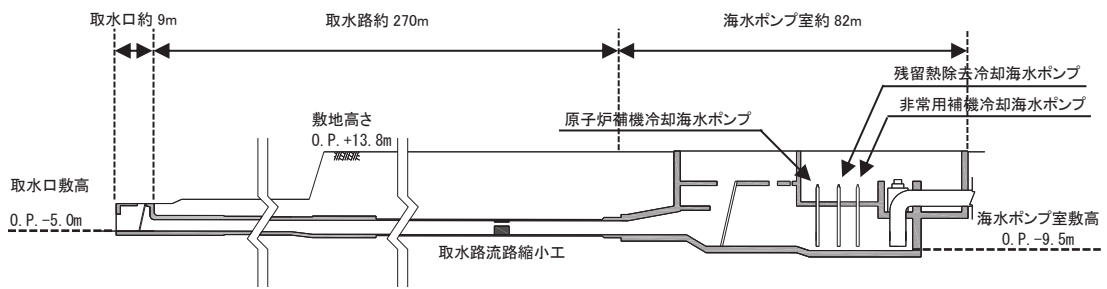 取水口約 9m
取水路約 270m
海水ポンプ室約 82m
残留熱除去冷却海水ポンプ
非常用補機冷却海水ポンプ
原子炉補機冷却海水ポンプ
敷地高さ
O.P.+13.8m
取水口敷高
O.P.-5.0m
海水ポンプ室敷高
O.P.-9.5m
取水路流路縮小工